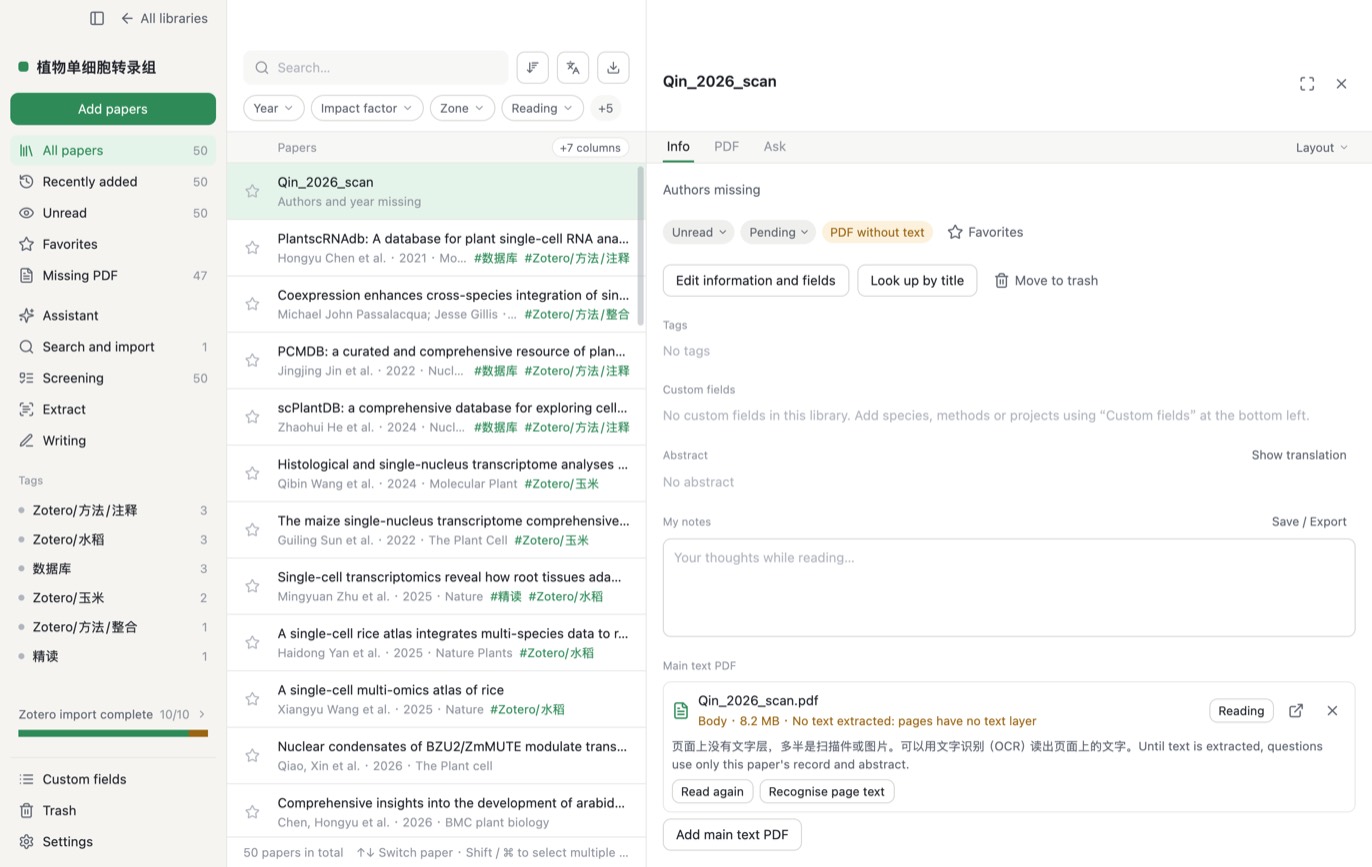 All libraries
植物单细胞转录组
Add papers
All papers 50
Recently added 50
Unread 50
Favorites
Missing PDF 47
Assistant
Search and import 1
Screening 50
Extract
Writing
Tags
Zotero/方法/注释 3
Zotero/水稻 3
数据库 3
Zotero/玉米 2
Zotero/方法/整合 1
精读 1
Zotero import complete 10/10
Custom fields
Trash
Settings
Search...
Year Impact factor Zone Reading +5
Papers +7 columns
Qin_2026_scan
Authors and year missing
PlantscRNAdb: A database for plant single-cell RNA ana...
Hongyu Chen et al. · 2021 · Mo... #数据库 #Zotero/方法/注释
Coexpression enhances cross-species integration of sin...
Michael John Passalacqua; Jesse Gillis ·... #Zotero/方法/整合
PCMDB: a curated and comprehensive resource of plan...
Jingjing Jin et al. · 2022 · Nucl... #数据库 #Zotero/方法/注释
scPlantDB: a comprehensive database for exploring cell...
Zhaohui He et al. · 2024 · Nucl... #数据库 #Zotero/方法/注释
Histological and single-nucleus transcriptome analyses ...
Qibin Wang et al. · 2024 · Molecular Plant #Zotero/玉米
The maize single-nucleus transcriptome comprehensive...
Guiling Sun et al. · 2022 · The Plant Cell #Zotero/玉米
Single-cell transcriptomics reveal how root tissues ada...
Mingyuan Zhu et al. · 2025 · Nature #精读 #Zotero/水稻
A single-cell rice atlas integrates multi-species data to r...
Haidong Yan et al. · 2025 · Nature Plants #Zotero/水稻
A single-cell multi-omics atlas of rice
Xiangyu Wang et al. · 2025 · Nature #Zotero/水稻
Nuclear condensates of BZU2/ZmMUTE modulate trans...
Qiao, Xin et al. · 2026 · The Plant cell
Comprehensive insights into the development of arabid...
Chen, Hongyu et al. · 2026 · BMC plant biology
50 papers in total ↑↓ Switch paper · Shift / ⌘ to select multiple ...
Qin_2026_scan
Info PDF Ask Layout
Authors missing
Unread Pending PDF without text Favorites
Edit information and fields Look up by title Move to trash
Tags
No tags
Custom fields
No custom fields in this library. Add species, methods or projects using “Custom fields” at the bottom left.
Abstract Show translation
No abstract
My notes Save / Export
Your thoughts while reading...
Main text PDF
Qin_2026_scan.pdf
Body · 8.2 MB · No text extracted: pages have no text layer
Reading
页面上没有文字层，多半是扫描件或图片。可以用文字识别（OCR）读出页面上的文字。Until text is extracted, questions
use only this paper's record and abstract.
Read again Recognise page text
Add main text PDF